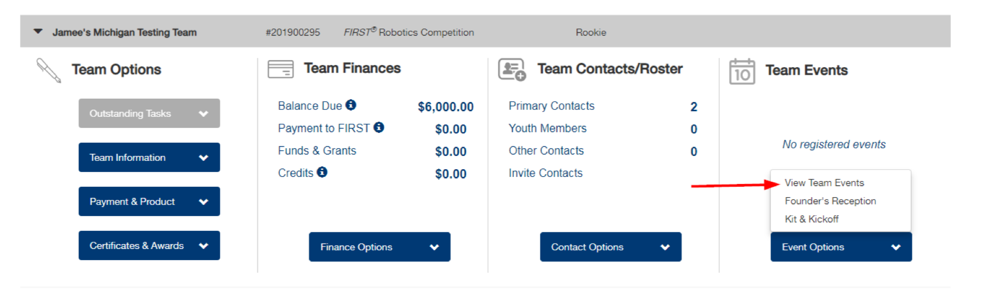 Jamee's Michigan Testing Team #201900295 FIRST® Robotics Competition Rookie
Team Options
Outstanding Tasks
Team Information
Payment & Product
Certificates & Awards
Team Finances
Balance Due $6,000.00
Payment to FIRST $0.00
Funds & Grants $0.00
Credits $0.00
Finance Options
Team Contacts/Roster
Primary Contacts 2
Youth Members 0
Other Contacts 0
Invite Contacts
Contact Options
10
Team Events
No registered events
View Team Events
Founder's Reception
Kit & Kickoff
Event Options